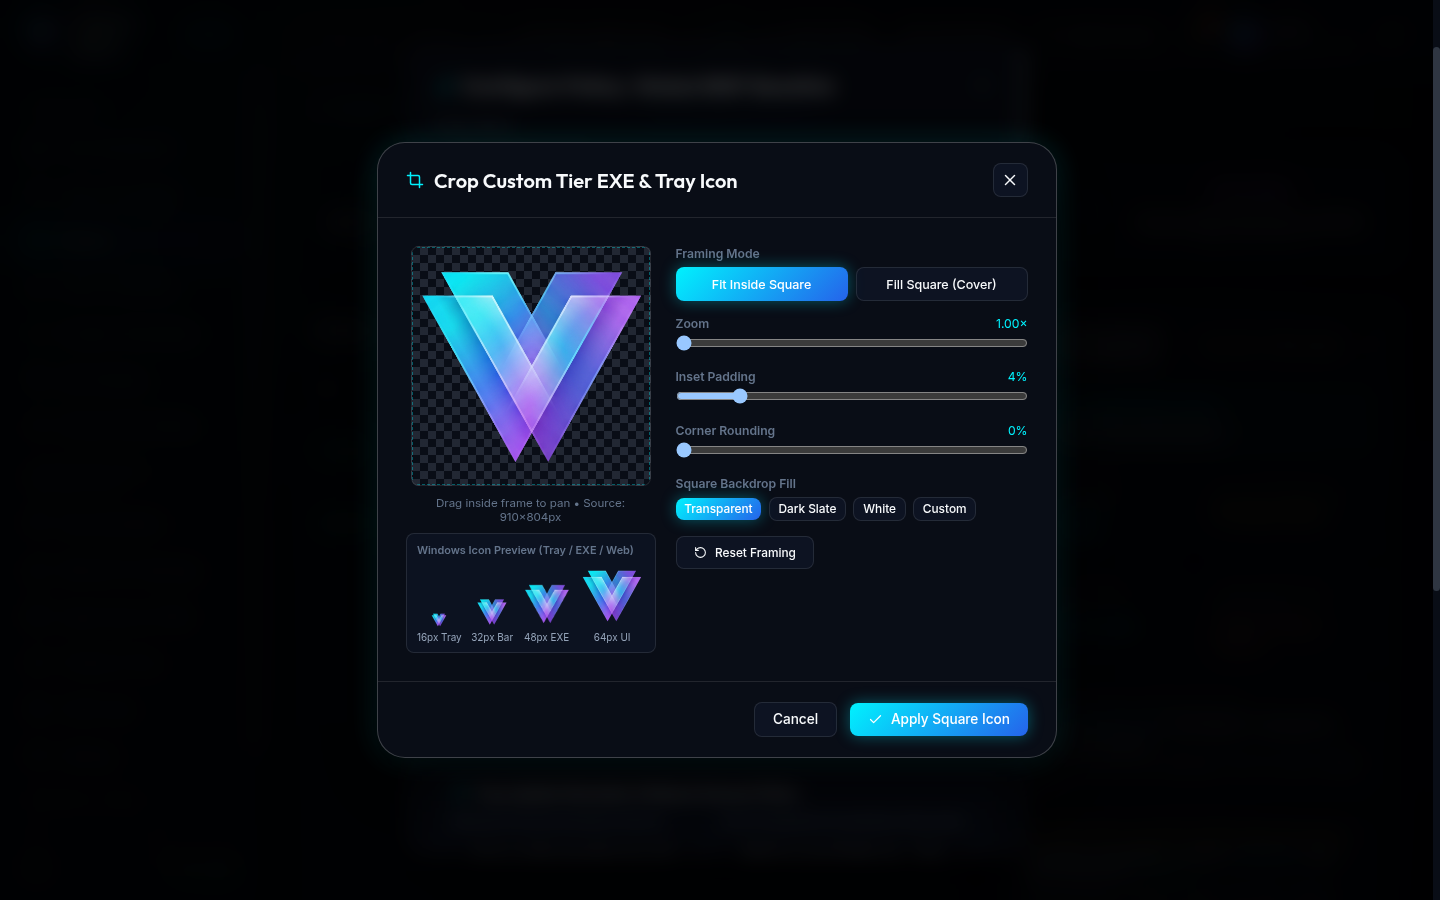 Crop Custom Tier EXE & Tray Icon
Drag inside frame to pan • Source:
910×804px
Windows Icon Preview (Tray / EXE / Web)
16px Tray
32px Bar
48px EXE
64px UI
Framing Mode
Fit Inside Square
Fill Square (Cover)
Zoom
1.00×
Inset Padding
4%
Corner Rounding
0%
Square Backdrop Fill
Transparent
Dark Slate
White
Custom
Reset Framing
Cancel
Apply Square Icon